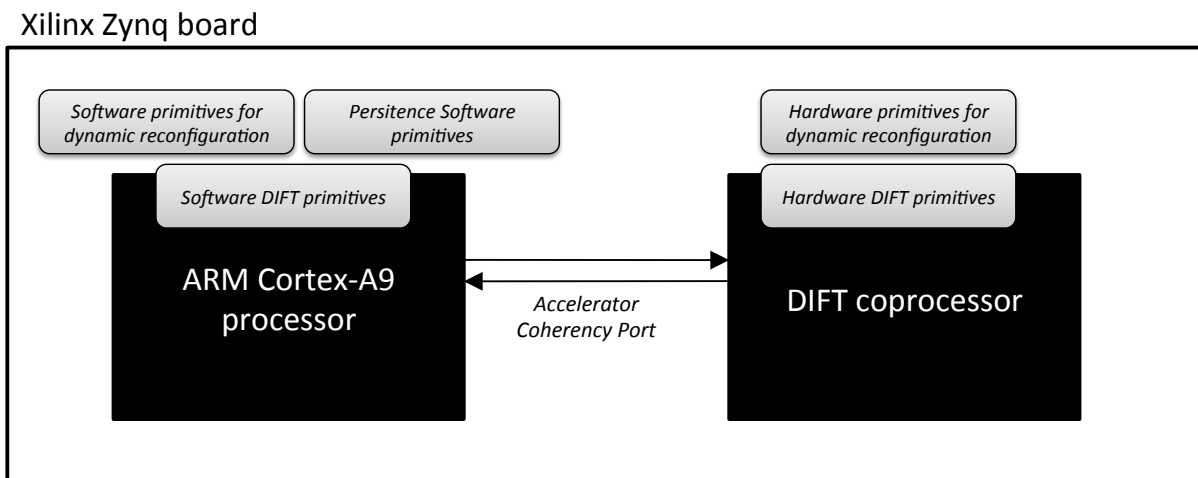 Xilinx Zynq board
Software primitives for
dynamic reconfiguration
Persitence Software
primitives
Hardware primitives for
dynamic reconfiguration
Software DIFT primitives
Hardware DIFT primitives
ARM Cortex-A9
processor
Accelerator
Coherency Port
DIFT coprocessor